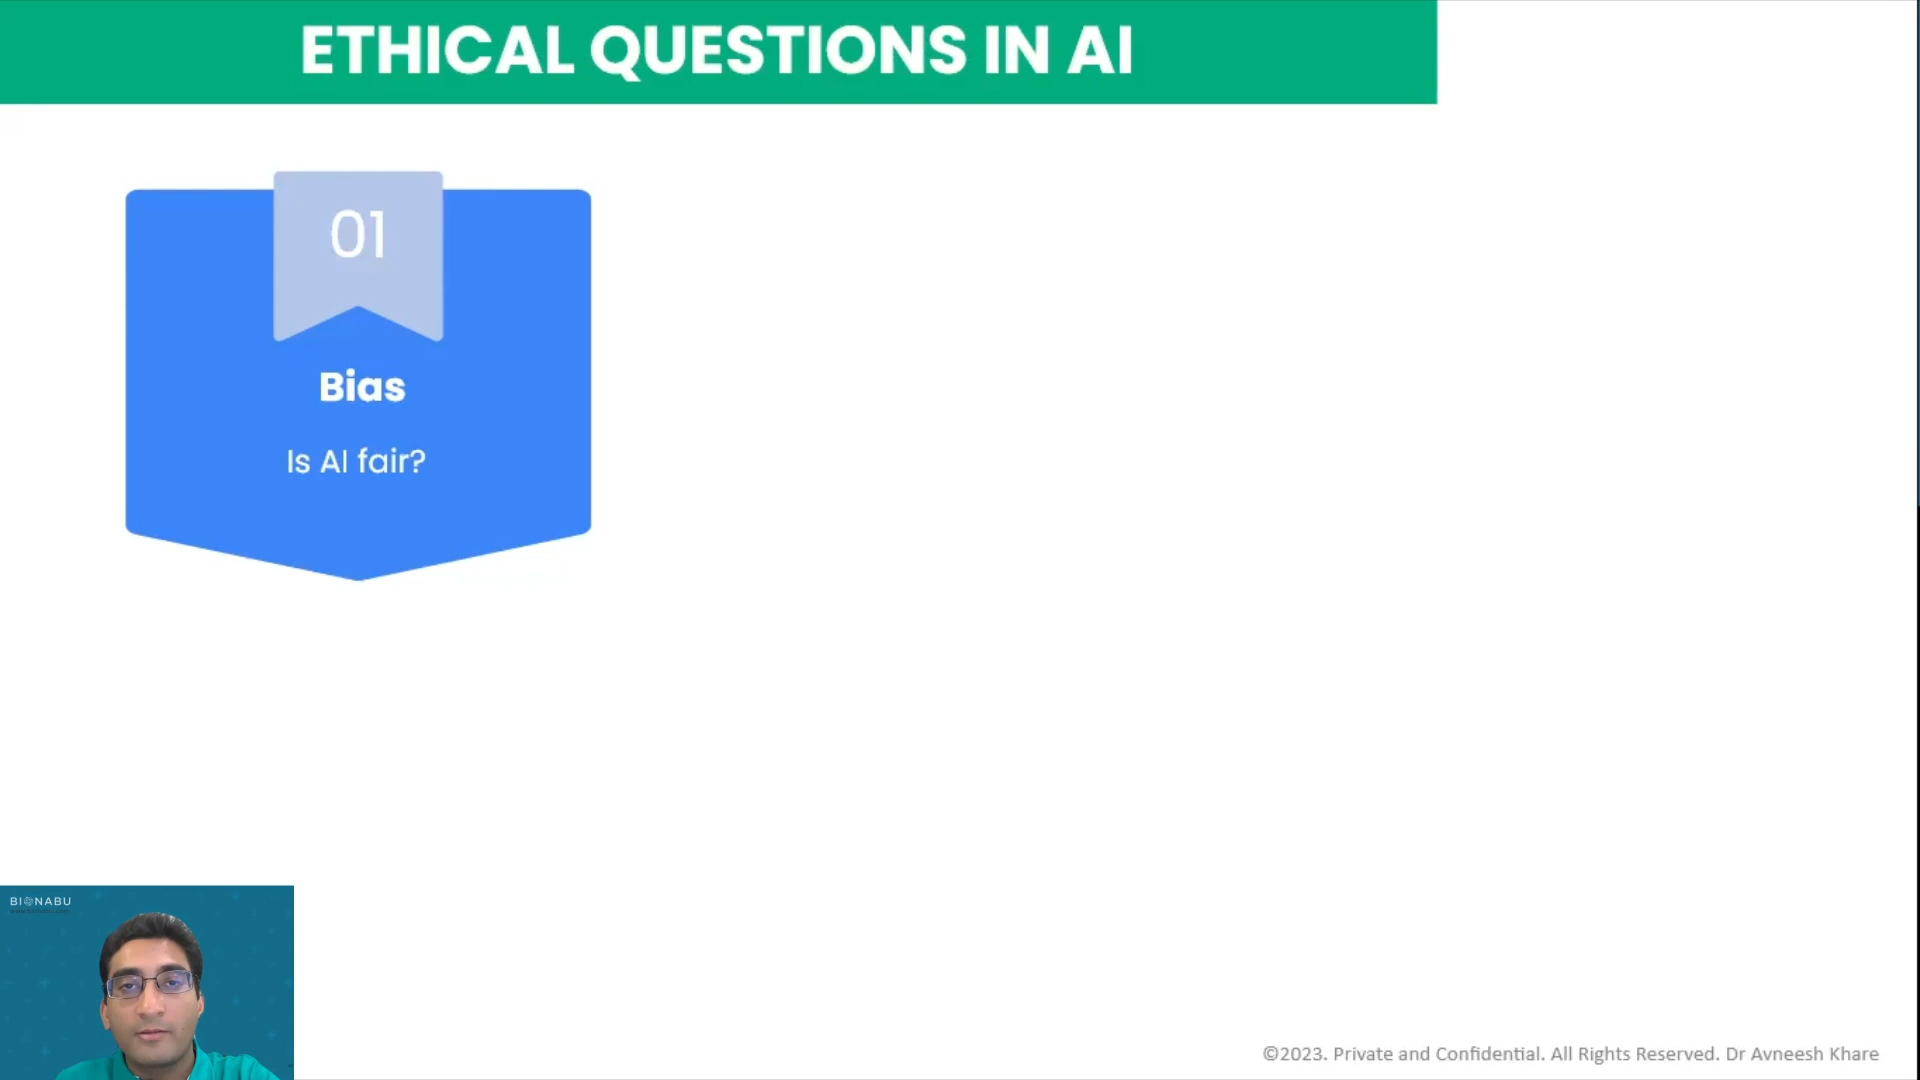 ETHICAL QUESTIONS IN AI
01
Bias
Is AI fair?
BIONABU
©2023. Private and Confidential. All Rights Reserved. Dr Avneesh Khare